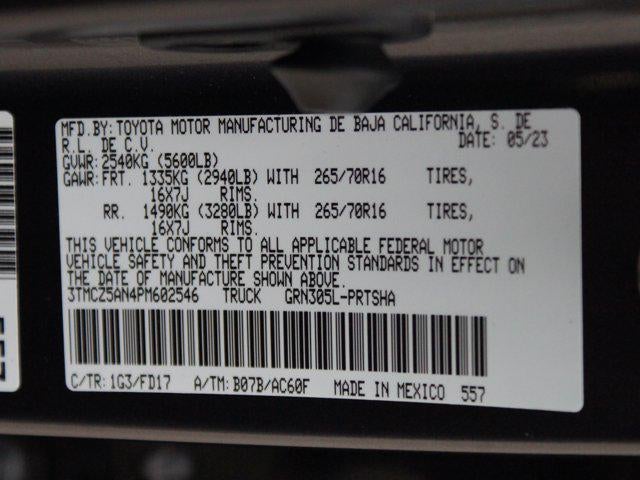 MFD.BY:TOYOTA MOTOR MANUFACTURING DE BAJA CALIFORNIA, S. DE
R.L. DE C.V. DATE: 05/23
GVWR:2540KG (5600LB)
GAWR:FRT. 1335KG (2940LB) WITH 265/70R16 TIRES,
16X7J RIMS.
RR. 1490KG (3280LB) WITH 265/70R16 TIRES,
16X7J RIMS.
THIS VEHICLE CONFORMS TO ALL APPLICABLE FEDERAL MOTOR
VEHICLE SAFETY AND THEFT PREVENTION STANDARDS IN EFFECT ON
THE DATE OF MANUFACTURE SHOWN ABOVE.
3TMCZ5AN4PM602546 TRUCK GRN305L-PRTSHA
C/TR:1G3/FD17 A/TM:B07B/AC60F MADE IN MEXICO 557